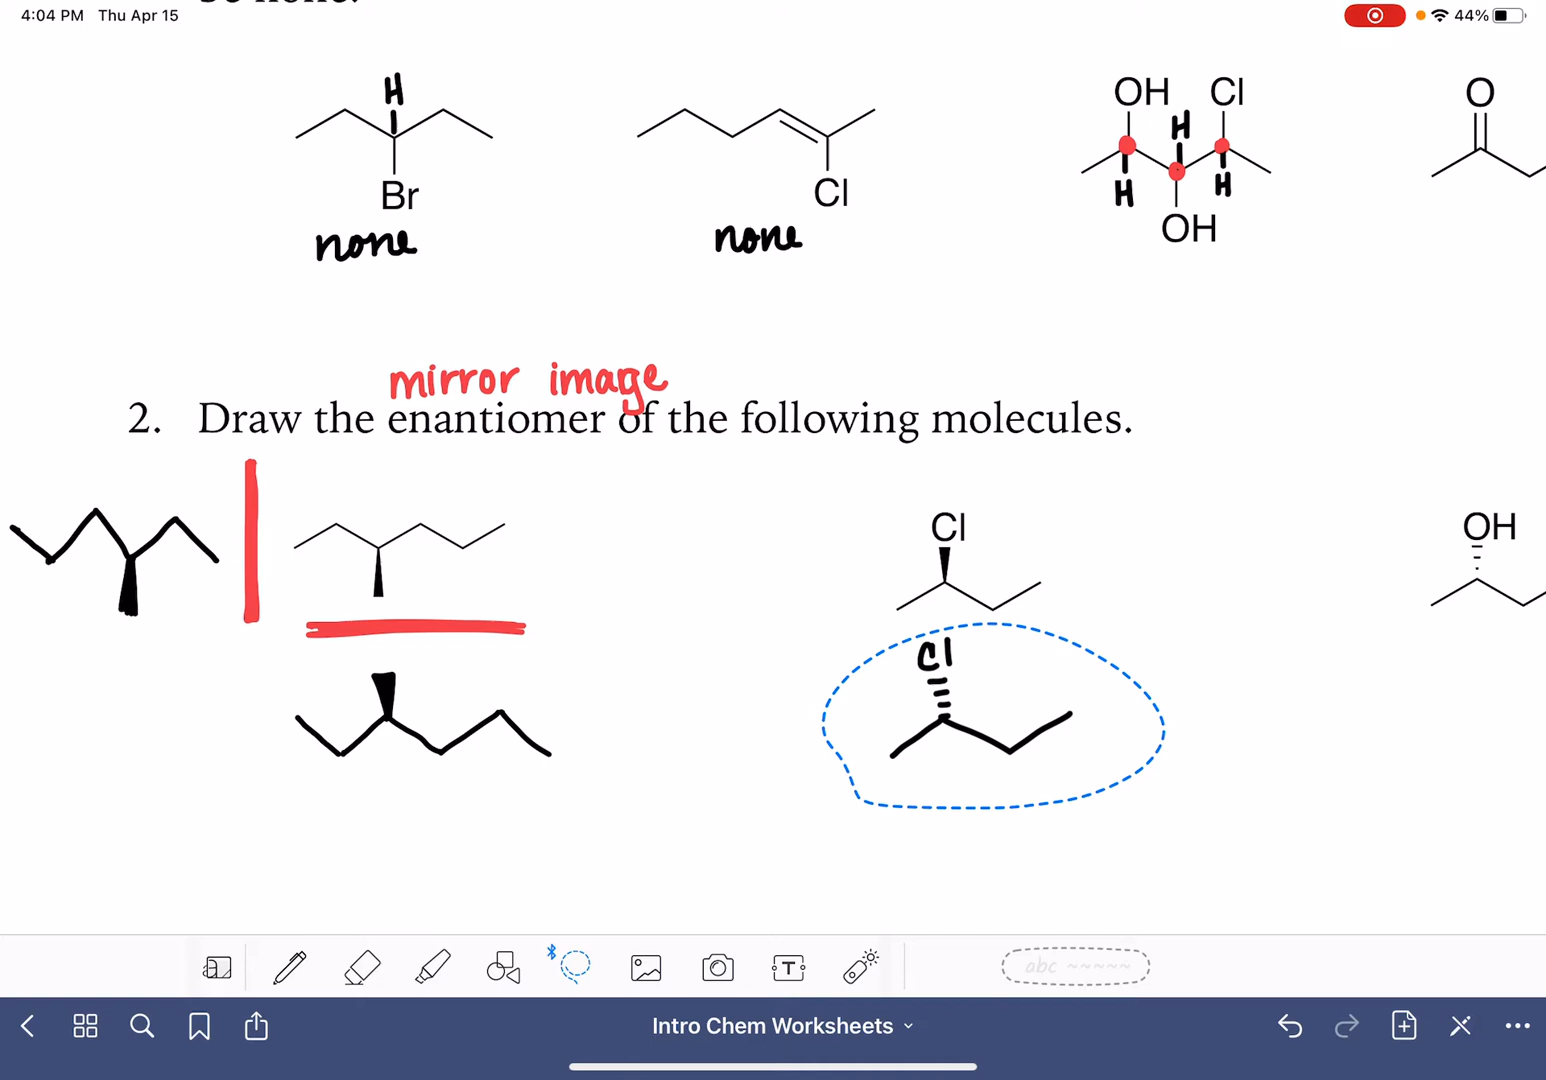 4:04 PM Thu Apr 15
44%
H
Br
none
Cl
none
OH Cl
H
H H
OH
O
mirror image
2. Draw the enantiomer of the following molecules.
Cl
OH
Cl
T
abc
Intro Chem Worksheets